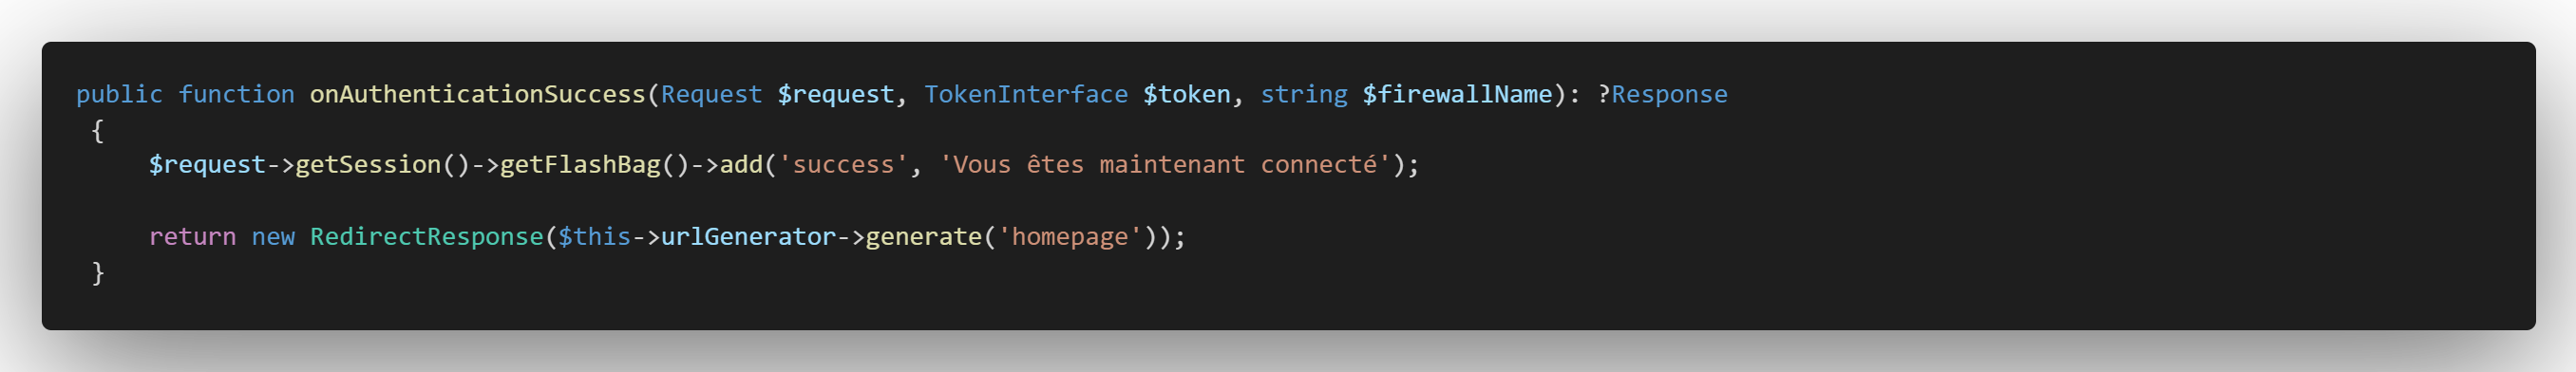 public function onAuthenticationSuccess(Request $request, TokenInterface $token, string $firewallName): ?Response
{
$request->getSession()->getFlashBag()->add('success', 'Vous êtes maintenant connecté');
return new RedirectResponse($this->urlGenerator->generate('homepage'));
}